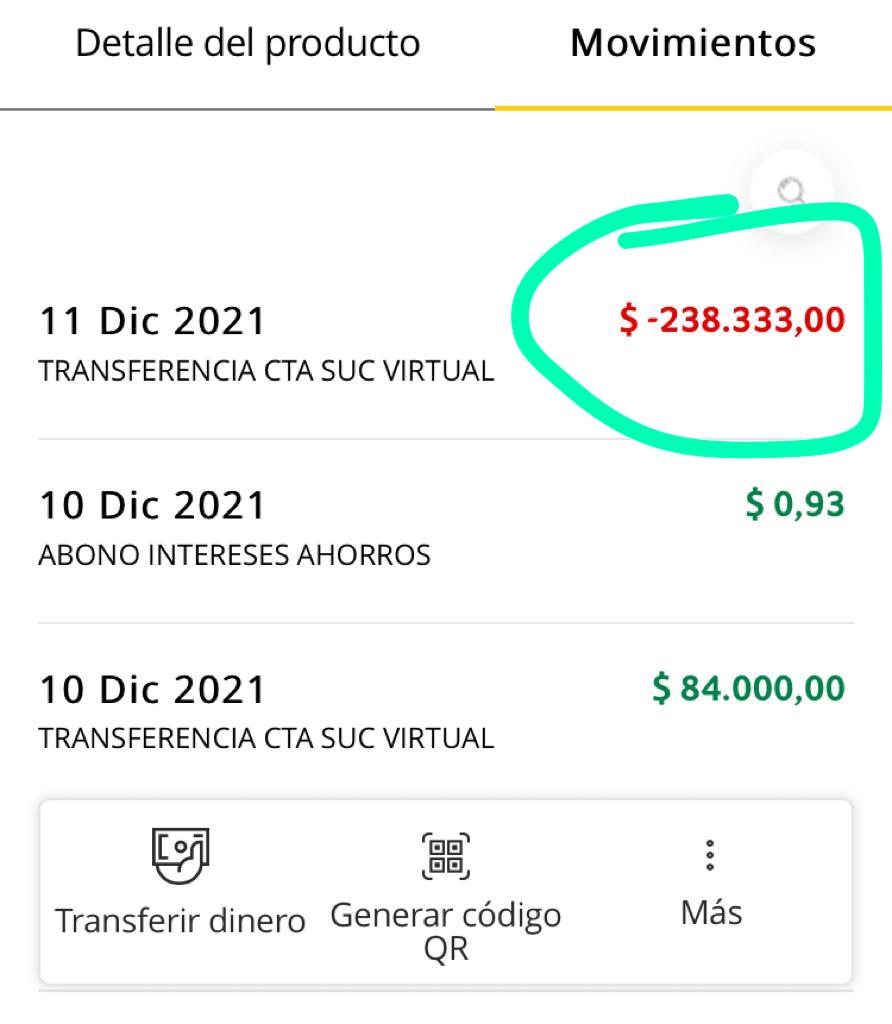 Detalle del producto Movimientos
11 Dic 2021 $ -238.333,00
TRANSFERENCIA CTA SUC VIRTUAL
10 Dic 2021 $ 0,93
ABONO INTERESES AHORROS
10 Dic 2021 $ 84.000,00
TRANSFERENCIA CTA SUC VIRTUAL
Transferir dinero Generar código Más
QR